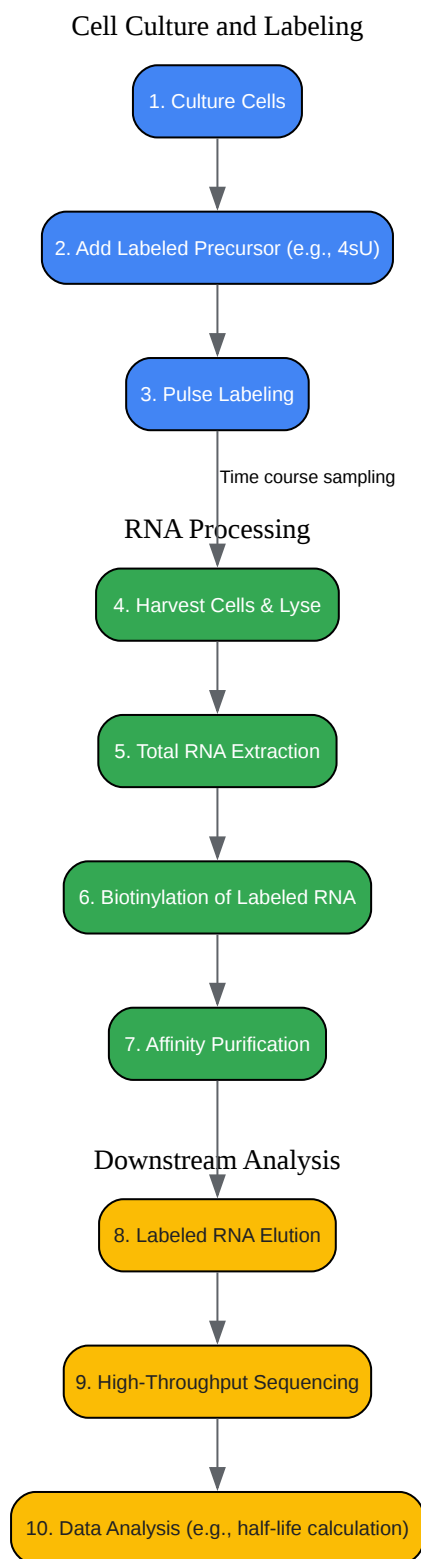 Cell Culture and Labeling
1. Culture Cells
2. Add Labeled Precursor (e.g., 4sU)
3. Pulse Labeling
Time course sampling
RNA Processing
4. Harvest Cells & Lyse
5. Total RNA Extraction
6. Biotinylation of Labeled RNA
7. Affinity Purification
Downstream Analysis
8. Labeled RNA Elution
9. High-Throughput Sequencing
10. Data Analysis (e.g., half-life calculation)